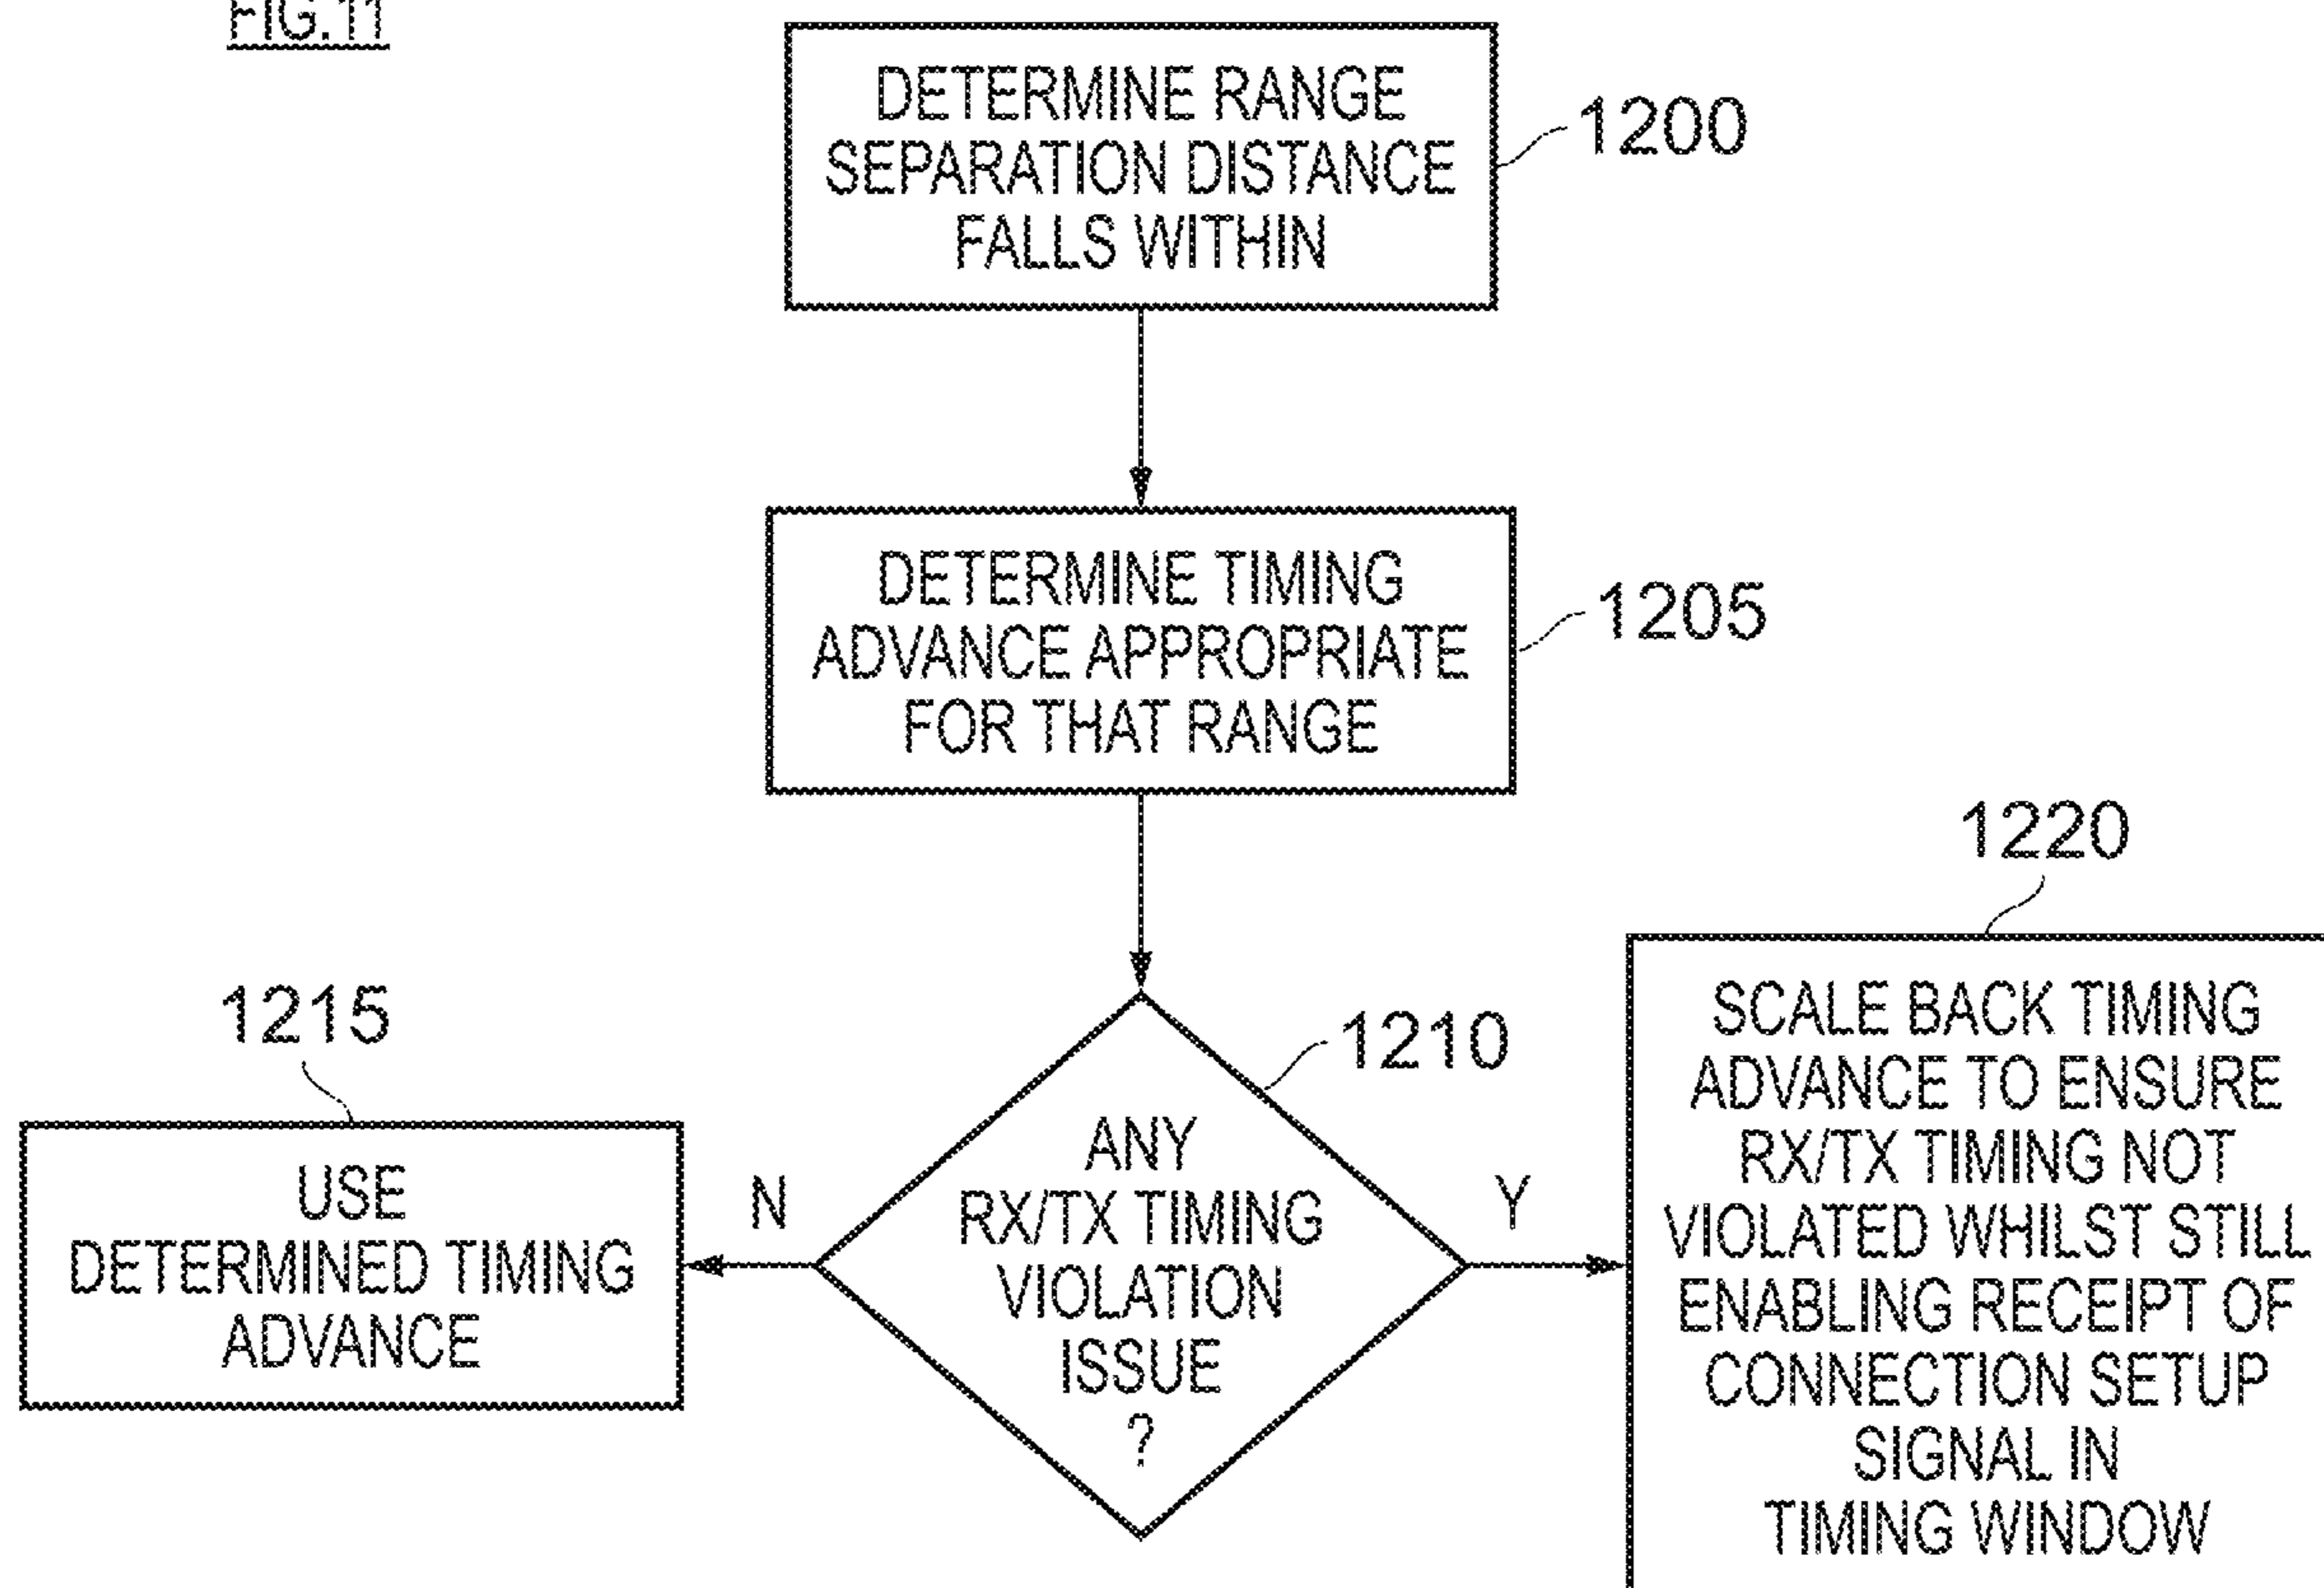 FIG.11
DETERMINE RANGE
SEPARATION DISTANCE
FALLS WITHIN
1200
DETERMINE TIMING
ADVANCE APPROPRIATE
FOR THAT RANGE
1205
ANY
RX/TX TIMING
VIOLATION
ISSUE
?
1210
N
Y
1215
USE
DETERMINED TIMING
ADVANCE
1220
SCALE BACK TIMING
ADVANCE TO ENSURE
RX/TX TIMING NOT
VIOLATED WHILST STILL
ENABLING RECEIPT OF
CONNECTION SETUP
SIGNAL IN
TIMING WINDOW